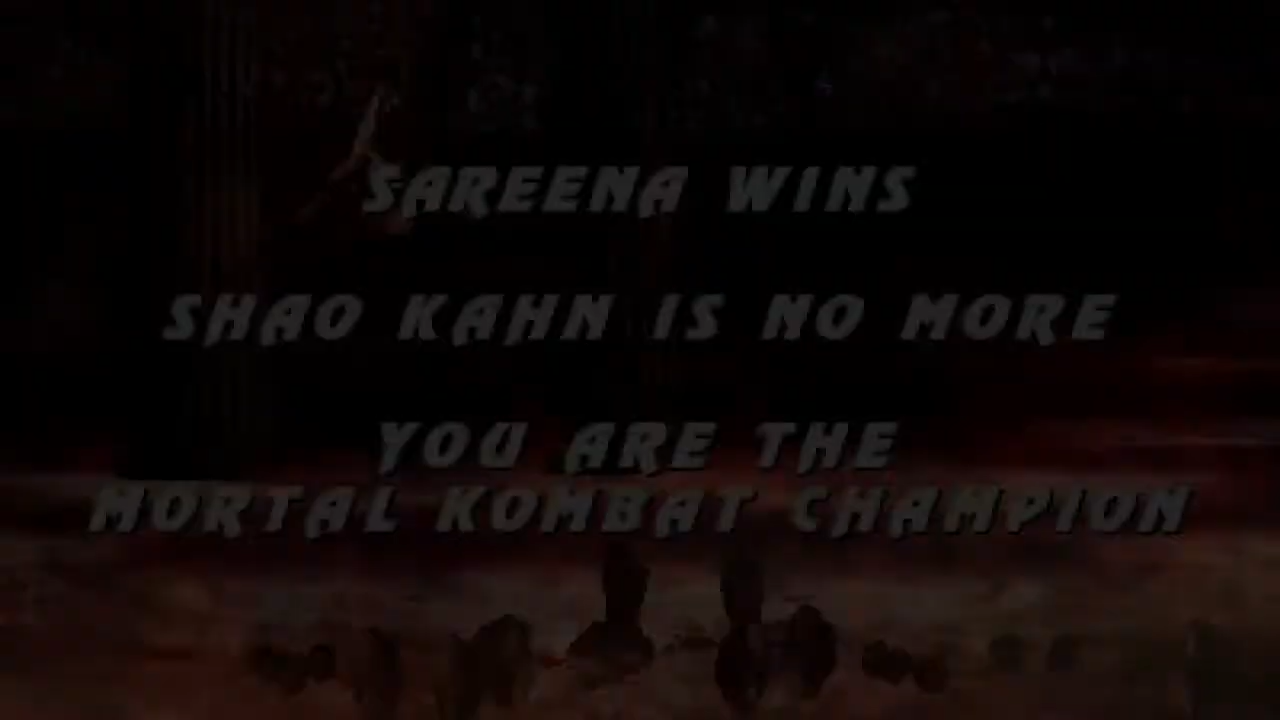 SAREENA WINS
SHAO KAHN IS NO MORE
YOU ARE THE
MORTAL KOMBAT CHAMPION